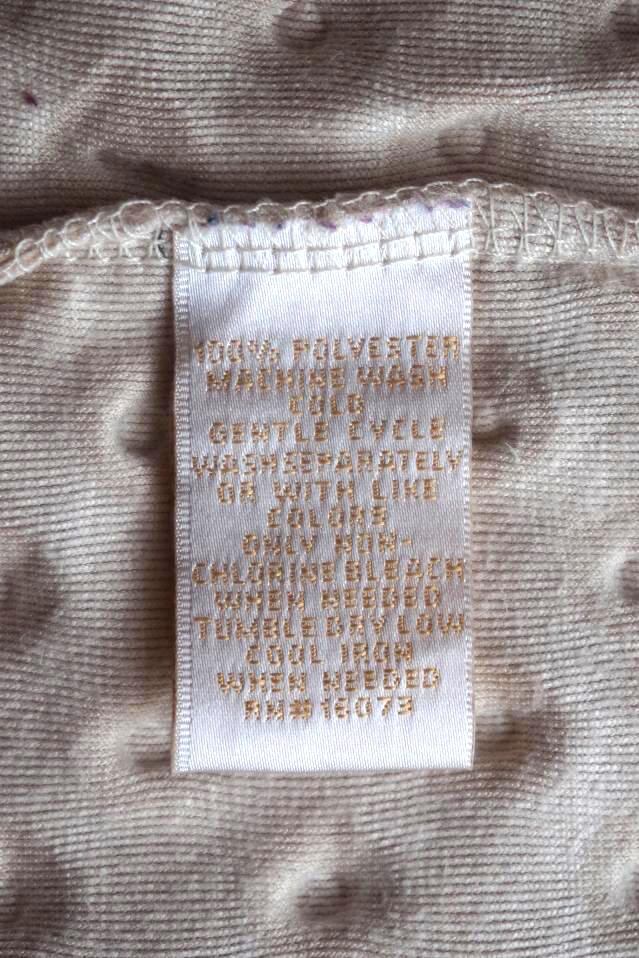 100% POLYESTER
MACHINE WASH
COLD
GENTLE CYCLE
WASH SEPARATELY
OR WITH LIKE
COLORS
ONLY NON-
CHLORINE BLEACH
WHEN NEEDED
TUMBLE DRY LOW
COOL IRON
WHEN NEEDED
RN# 16073